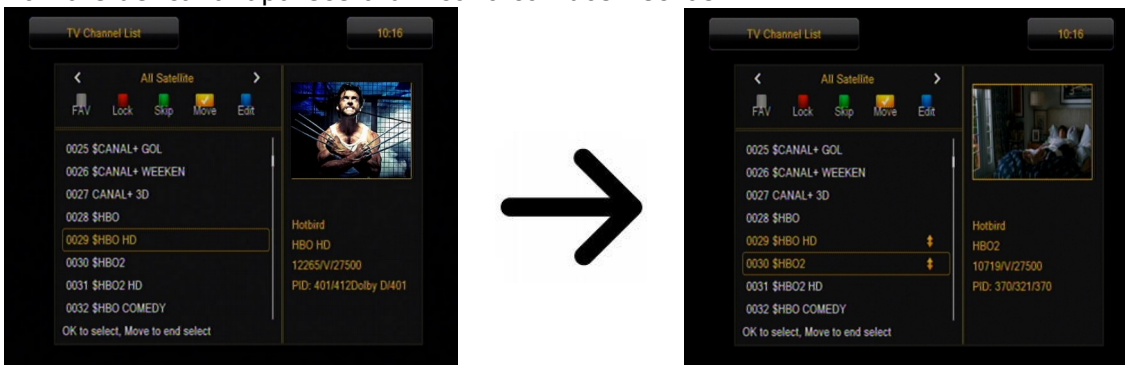 TV Channel List
10:16
All Satellite
FAV Lock Skip Move Edit
0025 $CANAL+ GOL
0026 $CANAL+ WEEKEN
0027 CANAL+ 3D
0028 $HBO
0029 $HBO HD
0030 $HBO2
0031 $HBO2 HD
0032 $HBO COMEDY
OK to select, Move to end select
Hotbird
HBO HD
12265/V/27500
PID: 401/412Dolby D/401
TV Channel List
10:16
All Satellite
FAV Lock Skip Move Edit
0025 $CANAL+ GOL
0026 $CANAL+ WEEKEN
0027 CANAL+ 3D
0028 $HBO
0029 $HBO HD
0030 $HBO2
0031 $HBO2 HD
0032 $HBO COMEDY
OK to select, Move to end select
Hotbird
HBO2
10719/V/27500
PID: 370/321/370